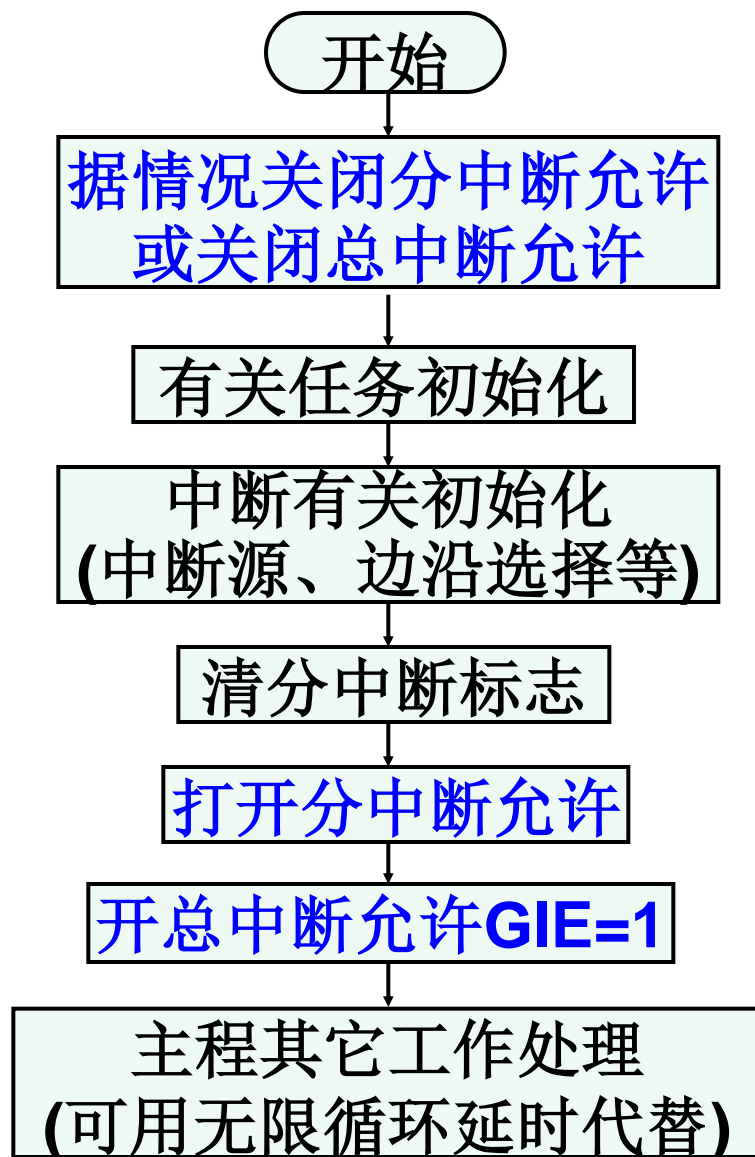 开始
据情况关闭分中断允许
或关闭总中断允许
有关任务初始化
中断有关初始化
(中断源、边沿选择等)
清分中断标志
打开分中断允许
开总中断允许GIE=1
主程其它工作处理
(可用无限循环延时代替)